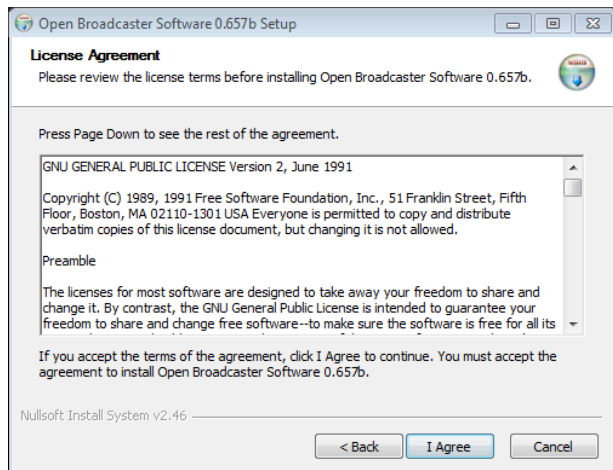 Open Broadcaster Software 0.657b Setup
License Agreement
Please review the license terms before installing Open Broadcaster Software 0.657b.
Press Page Down to see the rest of the agreement.
GNU GENERAL PUBLIC LICENSE Version 2, June 1991
Copyright (C) 1989, 1991 Free Software Foundation, Inc., 51 Franklin Street, Fifth
Floor, Boston, MA 02110-1301 USA Everyone is permitted to copy and distribute
verbatim copies of this license document, but changing it is not allowed.
Preamble
The licenses for most software are designed to take away your freedom to share and
change it. By contrast, the GNU General Public License is intended to guarantee your
freedom to share and change free software--to make sure the software is free for all its
If you accept the terms of the agreement, click I Agree to continue. You must accept the
agreement to install Open Broadcaster Software 0.657b.
Nullsoft Install System v2.46
< Back
I Agree
Cancel